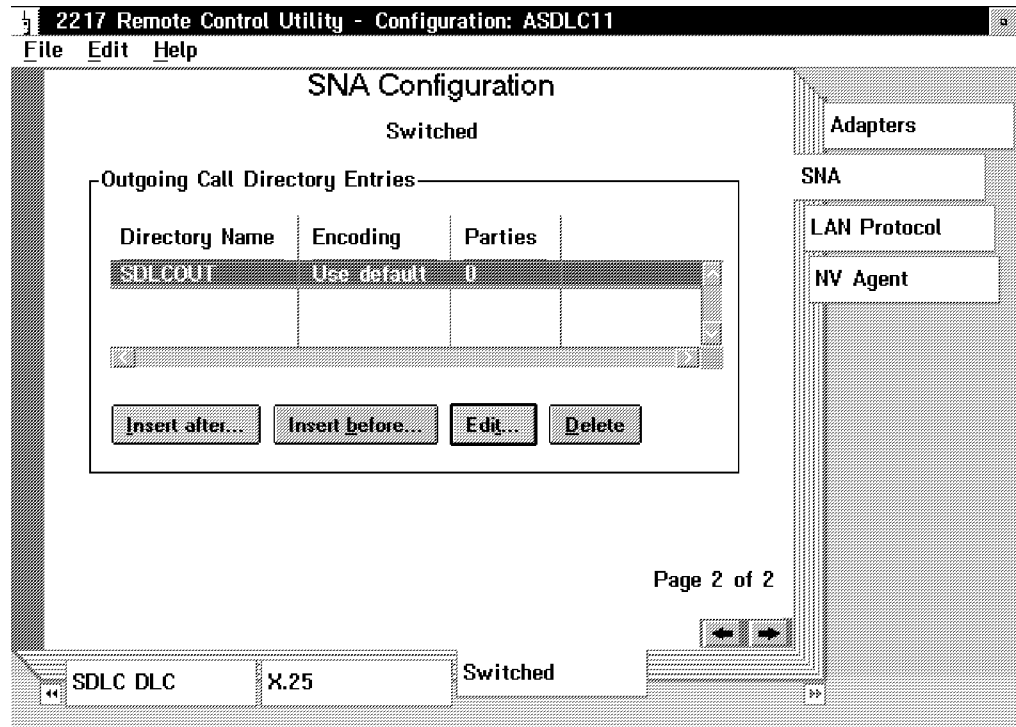 2217 Remote Control Utility - Configuration: ASDLC11
File Edit Help
SNA Configuration
Switched
Outgoing Call Directory Entries
Directory Name Encoding Parties
SDLCOUT Use default 0
Insert after... Insert before... Edit... Delete
Page 2 of 2
Adapters
SNA
LAN Protocol
NV Agent
SDLC DLC X.25 Switched